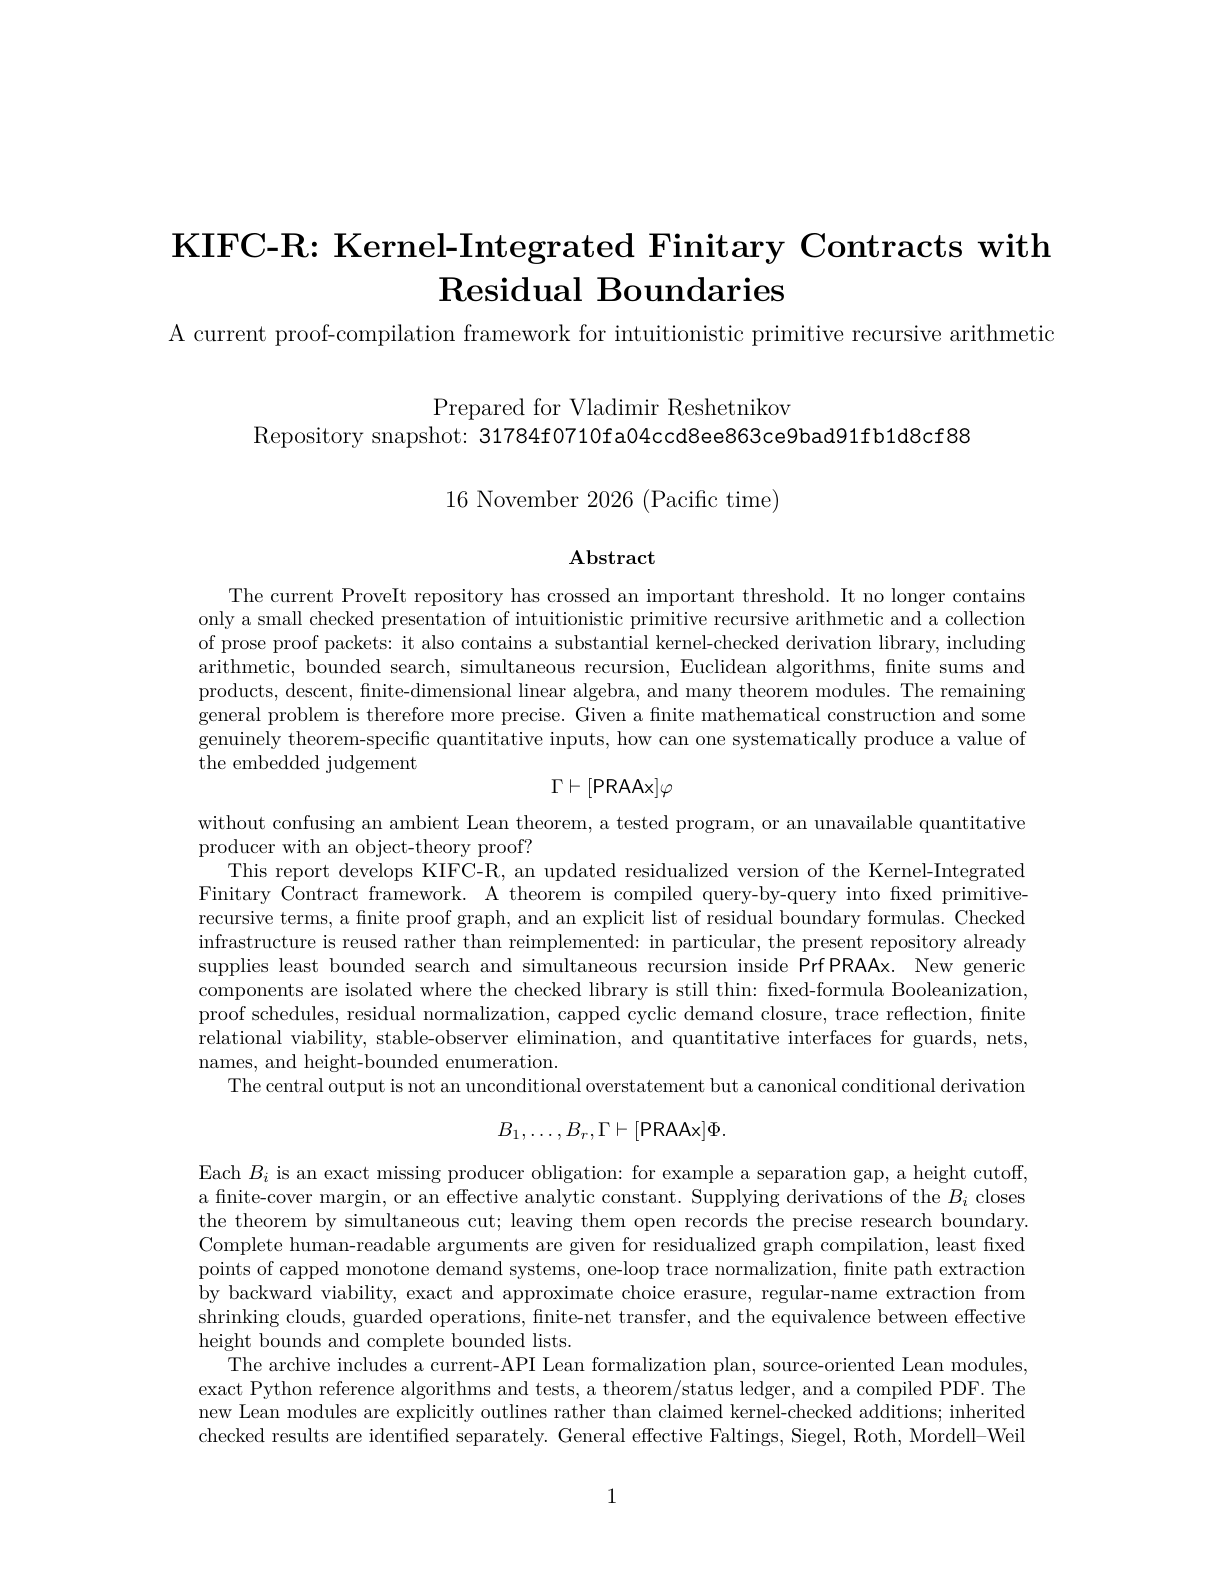 KIFC-R: Kernel-Integrated Finitary Contracts with
Residual Boundaries
A current proof-compilation framework for intuitionistic primitive recursive arithmetic
Prepared for Vladimir Reshetnikov
Repository snapshot: 31784f0710fa04ccd8ee863ce9bad91fb1d8cf88
16 November 2026 (Pacific time)
Abstract
The current ProveIt repository has crossed an important threshold. It no longer contains
only a small checked presentation of intuitionistic primitive recursive arithmetic and a collection
of prose proof packets: it also contains a substantial kernel-checked derivation library, including
arithmetic, bounded search, simultaneous recursion, Euclidean algorithms, finite sums and
products, descent, finite-dimensional linear algebra, and many theorem modules. The remaining
general problem is therefore more precise. Given a finite mathematical construction and some
genuinely theorem-specific quantitative inputs, how can one systematically produce a value of
the embedded judgement
Γ ⊢ [PRAAx]φ
without confusing an ambient Lean theorem, a tested program, or an unavailable quantitative
producer with an object-theory proof?
This report develops KIFC-R, an updated residualized version of the Kernel-Integrated
Finitary Contract framework. A theorem is compiled query-by-query into fixed primitive-
recursive terms, a finite proof graph, and an explicit list of residual boundary formulas. Checked
infrastructure is reused rather than reimplemented: in particular, the present repository already
supplies least bounded search and simultaneous recursion inside Prf PRAAx. New generic
components are isolated where the checked library is still thin: fixed-formula Booleanization,
proof schedules, residual normalization, capped cyclic demand closure, trace reflection, finite
relational viability, stable-observer elimination, and quantitative interfaces for guards, nets,
names, and height-bounded enumeration.
The central output is not an unconditional overstatement but a canonical conditional derivation
B₁, . . . , Bᵣ, Γ ⊢ [PRAAx]Φ.
Each Bᵢ is an exact missing producer obligation: for example a separation gap, a height cutoff,
a finite-cover margin, or an effective analytic constant. Supplying derivations of the Bᵢ closes
the theorem by simultaneous cut; leaving them open records the precise research boundary.
Complete human-readable arguments are given for residualized graph compilation, least fixed
points of capped monotone demand systems, one-loop trace normalization, finite path extraction
by backward viability, exact and approximate choice erasure, regular-name extraction from
shrinking clouds, guarded operations, finite-net transfer, and the equivalence between effective
height bounds and complete bounded lists.
The archive includes a current-API Lean formalization plan, source-oriented Lean modules,
exact Python reference algorithms and tests, a theorem/status ledger, and a compiled PDF. The
new Lean modules are explicitly outlines rather than claimed kernel-checked additions; inherited
checked results are identified separately. General effective Faltings, Siegel, Roth, Mordell–Weil
1